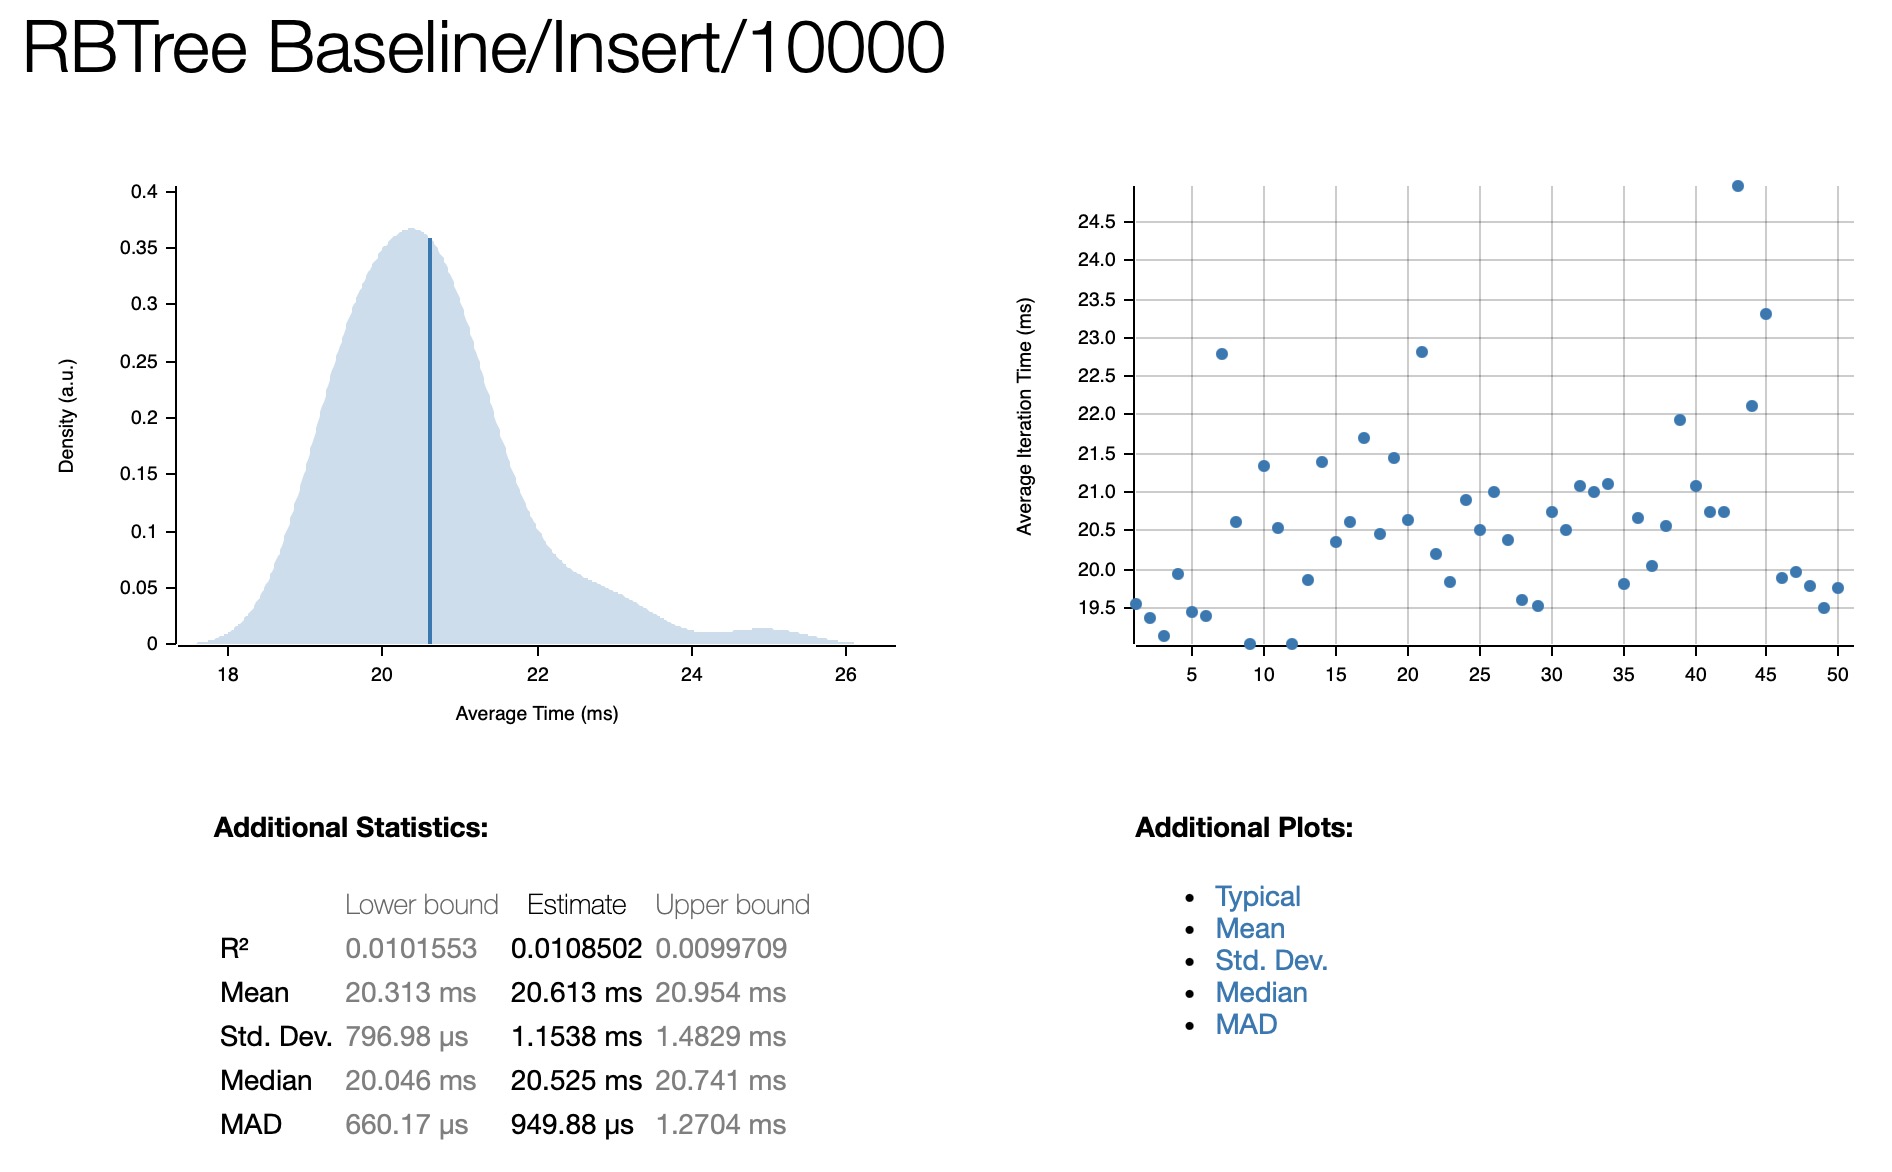 RBTree Baseline/Insert/10000
0.4
0.35
0.3
0.25
0.2
0.15
0.1
0.05
0
Density (a.u.)
18 20 22 24 26
Average Time (ms)
24.5
24.0
23.5
23.0
22.5
22.0
21.5
21.0
20.5
20.0
19.5
Average Iteration Time (ms)
5 10 15 20 25 30 35 40 45 50
Additional Statistics:
Lower bound Estimate Upper bound
R² 0.0101553 0.0108502 0.0099709
Mean 20.313 ms 20.613 ms 20.954 ms
Std. Dev. 796.98 µs 1.1538 ms 1.4829 ms
Median 20.046 ms 20.525 ms 20.741 ms
MAD 660.17 µs 949.88 µs 1.2704 ms
Additional Plots:
• Typical
• Mean
• Std. Dev.
• Median
• MAD